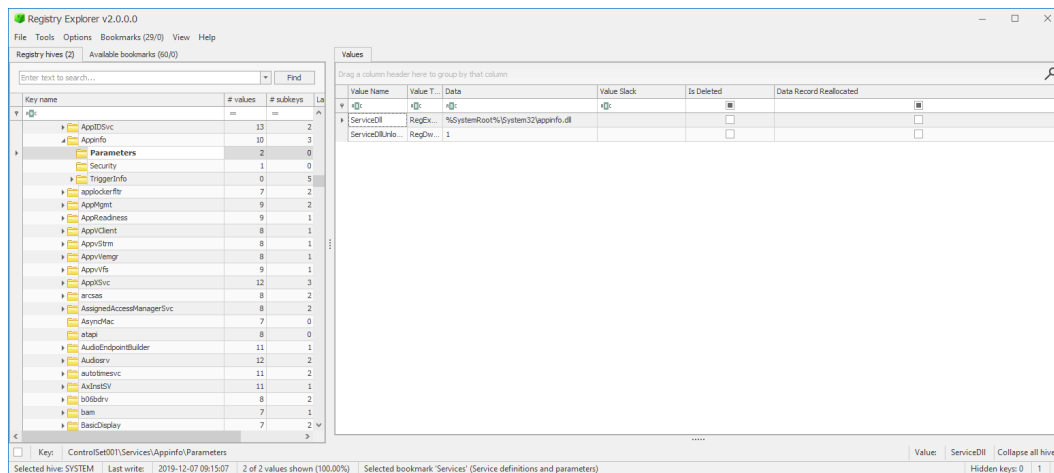 Registry Explorer v2.0.0.0
File Tools Options Bookmarks (29/0) View Help
Registry hives (2) Available bookmarks (60/0)
Enter text to search... Find
Key name # values # subkeys La
= =
AppIDSvc 13 2
Appinfo 10 3
Parameters 2 0
Security 1 0
TriggerInfo 0 5
applockerfltr 7 2
AppMgmt 9 2
AppReadiness 9 1
AppVClient 8 1
AppvStrm 8 1
AppvVemgr 8 1
AppvVfs 9 1
AppXSvc 12 3
arcsas 8 2
AssignedAccessManagerSvc 8 2
AsyncMac 7 0
atapi 8 0
AudioEndpointBuilder 11 1
Audiosrv 12 2
autotimesvc 11 2
AxInstSV 11 1
b06bdrv 8 2
bam 7 1
BasicDisplay 7 2
Values
Drag a column header here to group by that column
Value Name Value T... Data Value Slack Is Deleted Data Record Reallocated
ServiceDll RegEx... %SystemRoot%\System32\appinfo.dll
ServiceDllUnlo... RegDw... 1
Key: ControlSet001\Services\Appinfo\Parameters Value: ServiceDll Collapse all hive
Selected hive: SYSTEM Last write: 2019-12-07 09:15:07 2 of 2 values shown (100.00%) Selected bookmark 'Services' (Service definitions and parameters) Hidden keys: 0 1